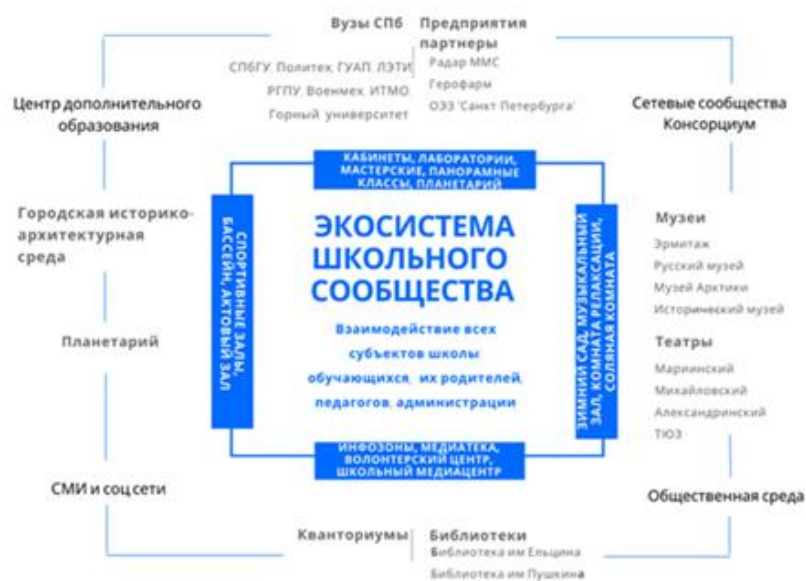 Вузы СПб
СПбГУ, Политех, ГУАП, ЛЭТИ
РГПУ, Военмех, ИТМО
Горный университет
Предприятия
партнеры
Радар ММС
Герофарм
ОЭЗ 'Санкт-Петербурга'
Центр дополнительного
образования
Сетевые сообщества
Консорциум
Городская историко-
архитектурная
среда
Планетарий
СМИ и соц сети
КАБИНЕТЫ, ЛАБОРАТОРИИ,
МАСТЕРСКИЕ, ПАНОРАМНЫЕ
КЛАССЫ, ПЛАНЕТАРИЙ
СПОРТИВНЫЕ ЗАЛЫ,
БАССЕЙН, АКТОВЫЙ ЗАЛ
ЭКОСИСТЕМА
ШКОЛЬНОГО
СООБЩЕСТВА
Взаимодействие всех
субъектов школы:
обучающихся, их родителей,
педагогов, администрации
ЗИМНИЙ САД, МУЗЫКАЛЬНЫЙ
ЗАЛ, КОМНАТА РЕЛАКСАЦИИ,
СОЛЯНАЯ КОМНАТА
ИНФОЗОНЫ, МЕДИАТЕКА,
ВОЛОНТЕРСКИЙ ЦЕНТР,
ШКОЛЬНЫЙ МЕДИАЦЕНТР
Музеи
Эрмитаж
Русский музей
Музей Арктики
Исторический музей
Театры
Мариинский
Михайловский
Александринский
ТЮЗ
Общественная среда
Кванториумы
Библиотеки
Библиотека им Ельцина
Библиотека им Пушкина